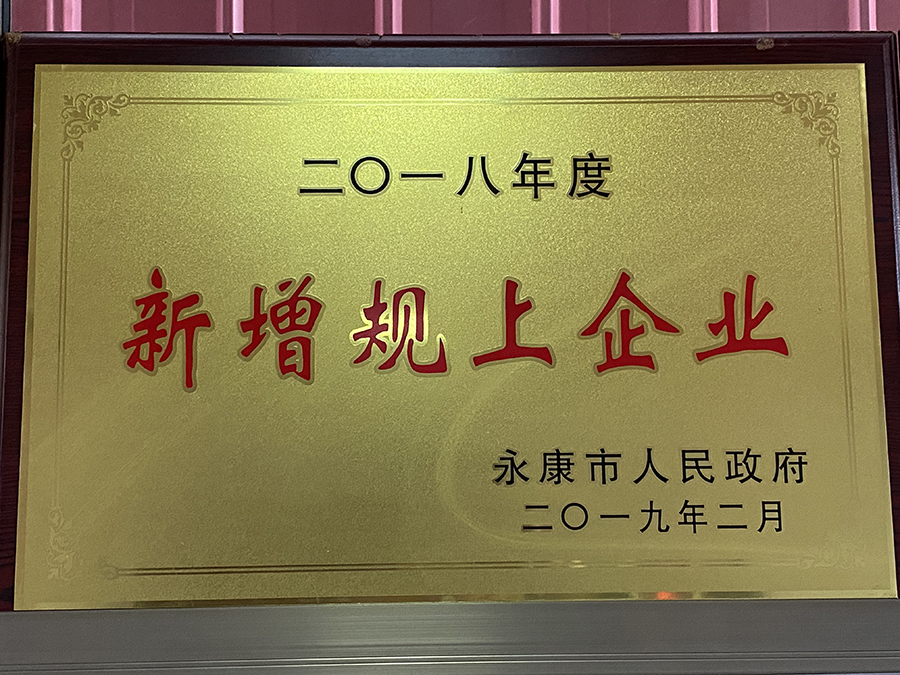 二〇一八年度
新增规上企业
永康市人民政府
二〇一九年二月